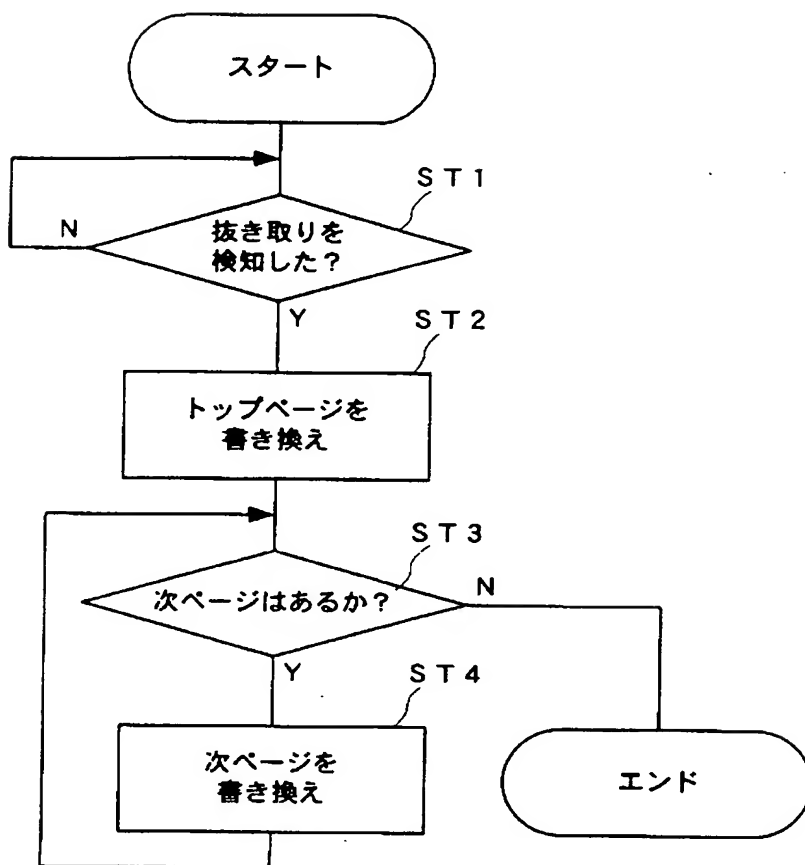 スタート
ST1
N
抜き取りを
検知した?
Y
ST2
トップページを
書き換え
ST3
次ページはあるか?
N
Y
ST4
次ページを
書き換え
エンド